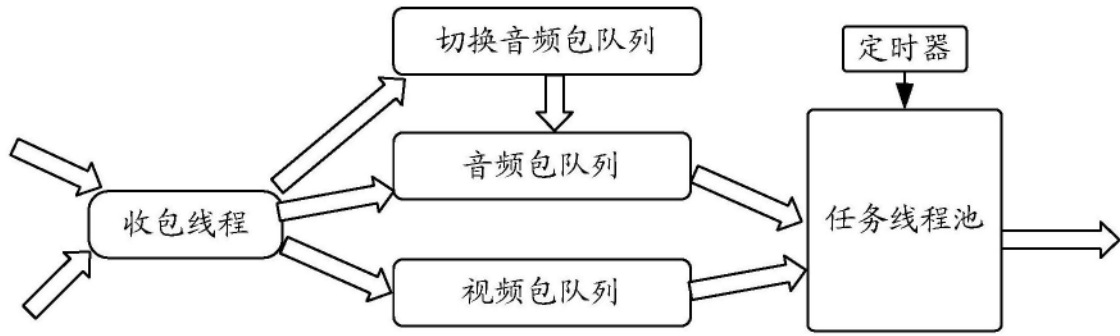 切换音频包队列
定时器
音频包队列
收包线程
任务线程池
视频包队列